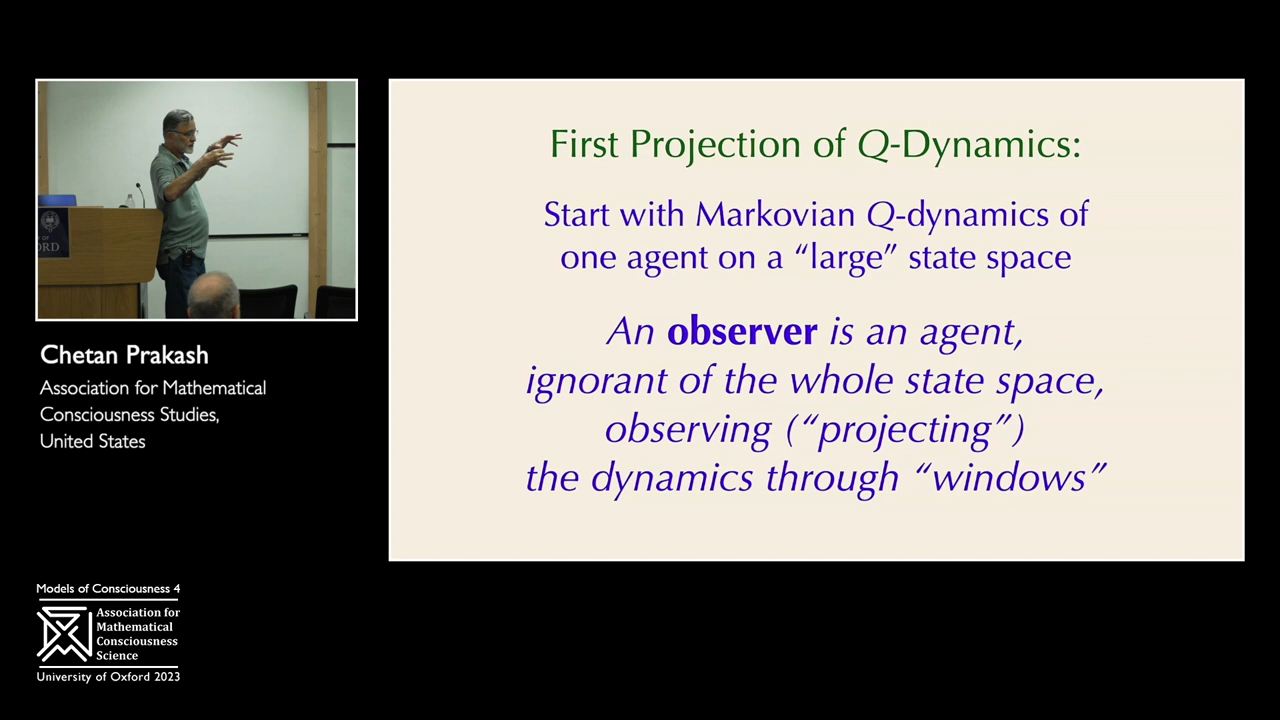 First Projection of Q-Dynamics:
Start with Markovian Q-dynamics of
one agent on a “large” state space
An observer is an agent,
ignorant of the whole state space,
observing (“projecting”)
the dynamics through “windows”
Chetan Prakash
Association for Mathematical
Consciousness Studies,
United States
Models of Consciousness 4
Association for
Mathematical
Consciousness
Science
University of Oxford 2023